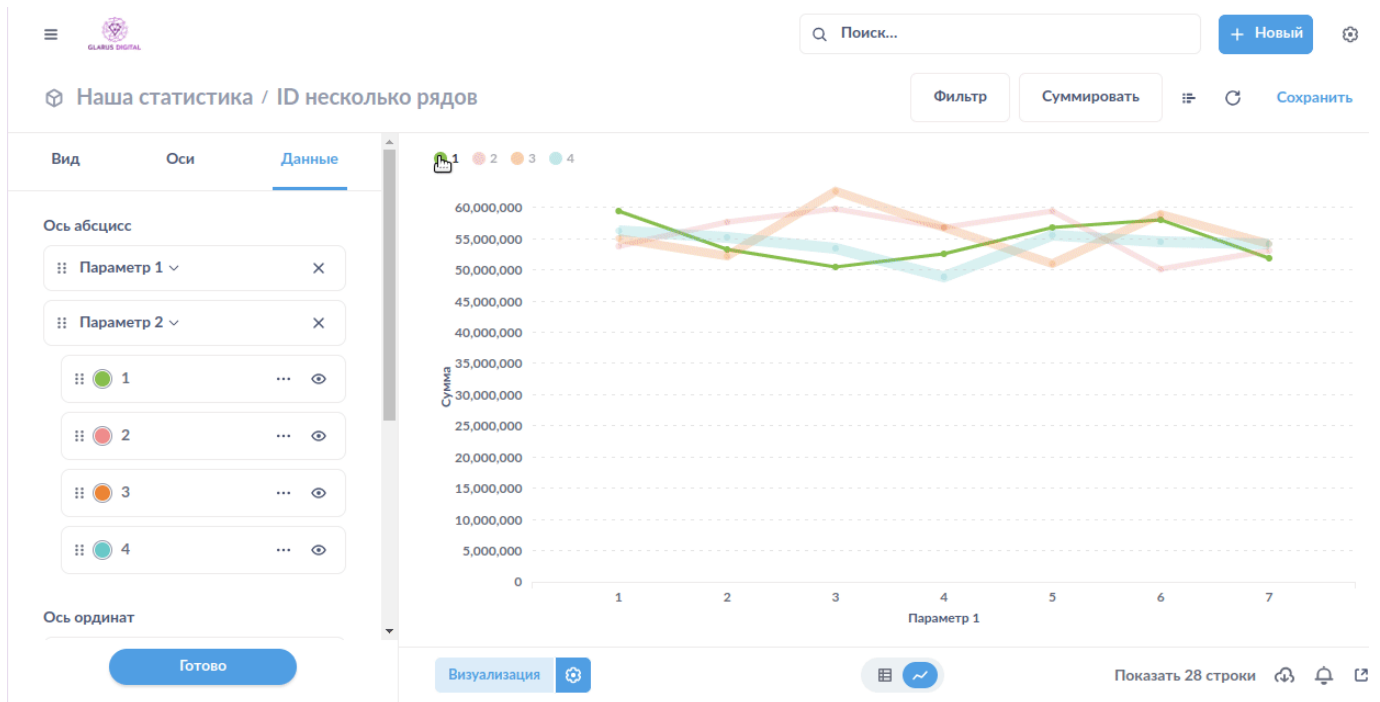 GLARUS DIGITAL
Поиск...
+ Новый
Наша статистика / ID несколько рядов
Фильтр
Суммировать
Сохранить
Вид
Оси
Данные
Ось абсцисс
Параметр 1
Параметр 2
1
2
3
4
Ось ординат
Готово
1 2 3 4
60,000,000
55,000,000
50,000,000
45,000,000
40,000,000
35,000,000
30,000,000
25,000,000
20,000,000
15,000,000
10,000,000
5,000,000
0
Сумма
1 2 3 4 5 6 7
Параметр 1
Визуализация
Показать 28 строки